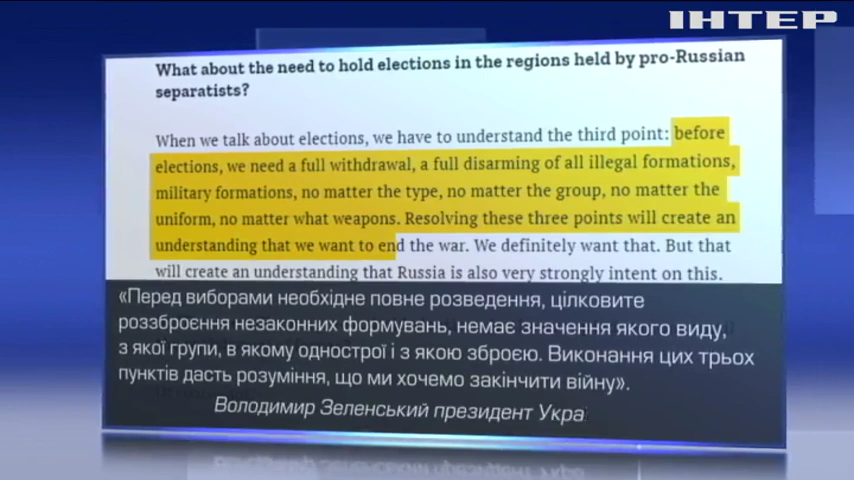 ІНТЕР
What about the need to hold elections in the regions held by pro-Russian
separatists?
When we talk about elections, we have to understand the third point: before
elections, we need a full withdrawal, a full disarming of all illegal formations,
military formations, no matter the type, no matter the group, no matter the
uniform, no matter what weapons. Resolving these three points will create an
understanding that we want to end the war. We definitely want that. But that
will create an understanding that Russia is also very strongly intent on this.
«Перед виборами необхідне повне розведення, цілковите
роззброєння незаконних формувань, немає значення якого виду,
з якої групи, в якому однострої і з якою зброєю. Виконання цих трьох
пунктів дасть розуміння, що ми хочемо закінчити війну».
Володимир Зеленський президент Укра